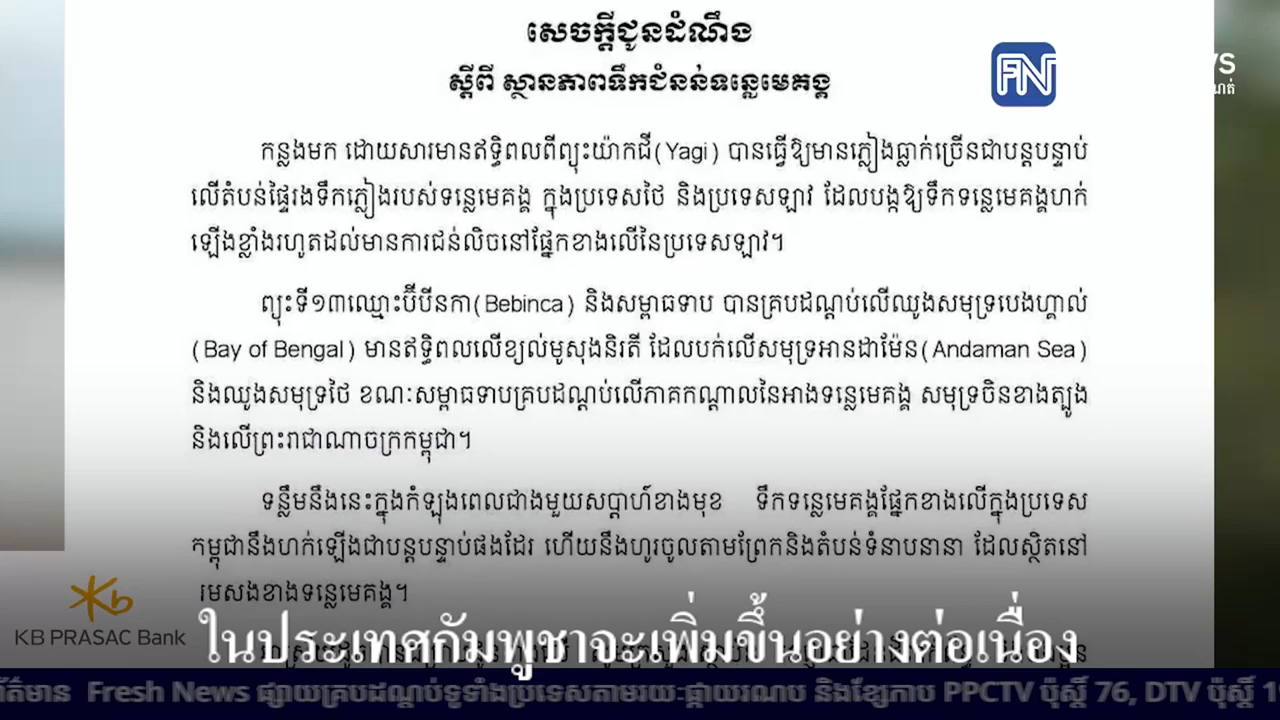 សេចក្តីជូនដំណឹង
ស្តីពី ស្ថានភាពទឹកជំនន់ទន្លេមេគង្គ
FN
កន្លងមក ដោយសារមានឥទ្ធិពលពីព្យុះយ៉ាកជី(Yagi) បានធ្វើឱ្យមានភ្លៀងធ្លាក់ច្រើនជាបន្តបន្ទាប់
លើតំបន់ផ្ទៃរងទឹកភ្លៀងរបស់ទន្លេមេគង្គ ក្នុងប្រទេសថៃ និងប្រទេសឡាវ ដែលបង្កឱ្យទឹកទន្លេមេគង្គហក់
ឡើងខ្លាំងរហូតដល់មានការជន់លិចនៅផ្នែកខាងលើនៃប្រទេសឡាវ។
ព្យុះទី១៣ឈ្មោះប៊ីបីនកា(Bebinca) និងសម្ពាធទាប បានគ្របដណ្តប់លើឈូងសមុទ្របេងហ្គាល់
(Bay of Bengal) មានឥទ្ធិពលលើខ្យល់មូសុងនិរតី ដែលបក់លើសមុទ្រអានដាម៉ែន(Andaman Sea)
និងឈូងសមុទ្រថៃ ខណៈសម្ពាធទាបគ្របដណ្តប់លើភាគកណ្តាលនៃអាងទន្លេមេគង្គ សមុទ្រចិនខាងត្បូង
និងលើព្រះរាជាណាចក្រកម្ពុជា។
ទន្ទឹមនឹងនេះក្នុងកំឡុងពេលជាងមួយសប្តាហ៍ខាងមុខ ទឹកទន្លេមេគង្គផ្នែកខាងលើក្នុងប្រទេស
កម្ពុជានឹងហក់ឡើងជាបន្តបន្ទាប់ផងដែរ ហើយនឹងហូរចូលតាមព្រែកនិងតំបន់ទំនាបនានា ដែលស្ថិតនៅ
រមសងខាងទន្លេមេគង្គ។
KB PRASAC Bank
ในประเทศกัมพูชาจะเพิ่มขึ้นอย่างต่อเนื่อง
Fresh News ផ្សាយគ្របដណ្តប់ទូទាំងប្រទេសតាមរយៈផ្កាយរណប និងខ្សែកាប PPCTV ប៉ុស្តិ៍ 76, DTV ប៉ុស្តិ៍